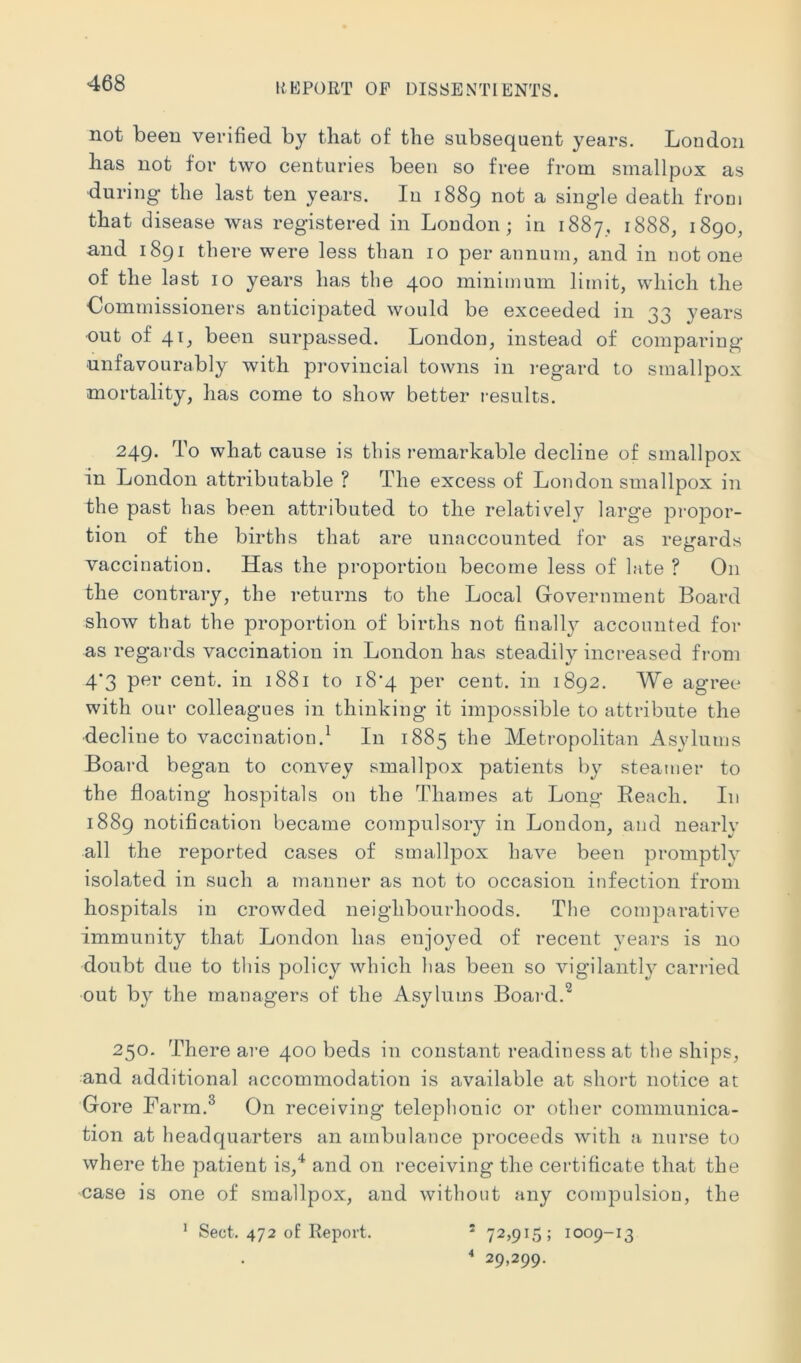 468
REPORT OF DISSENTIENTS.
not been verified by that of the subsequent years. London
has not for two centuries been so free from smallpox as
during the last ten years. In 1889 not a single death from
that disease was registered in London; in 1887, 1888, 1890,
and 1891 there were less than 10 per annum, and in not one
of the last 10 years has the 400 minimum limit, which the
Commissioners anticipated would be exceeded in 33 years
out of 41, been surpassed. London, instead of comparing
unfavourably with provincial towns in regard to smallpox
mortality, has come to show better results.
249. To what cause is this remarkable decline of smallpox
in London attributable ? The excess of London smallpox in
the past has been attributed to the relatively large propor-
tion of the births that are unaccounted for as regards
vaccination. Has the proportion become less of late ? On
the contrary, the returns to the Local Government Board
show that the proportion of births not finally accounted for
as regards vaccination in London has steadily increased from
4·3 per cent. in 1881 to 18·4 per cent. in 1892. We agree
with our colleagues in thinking it impossible to attribute the
decline to vaccination.¹ In 1885 the Metropolitan Asylums
Board began to convey smallpox patients by steamer to
the floating hospitals on the Thames at Long Reach. In
1889 notification became compulsory in London, and nearly
all the reported cases of smallpox have been promptly
isolated in such a manner as not to occasion infection from
hospitals in crowded neighbourhoods. The comparative
immunity that London has enjoyed of recent years is no
doubt due to this policy which has been so vigilantly carried
out by the managers of the Asylums Board.²
250. There are 400 beds in constant readiness at the ships,
and additional accommodation is available at short notice at
Gore Farm.³ On receiving telephonic or other communica-
tion at headquarters an ambulance proceeds with a nurse to
where the patient is,⁴ and on receiving the certificate that the
case is one of smallpox, and without any compulsion, the
¹ Sect. 472 of Report. ² 72,915; 1009-13
⁴ 29,299.